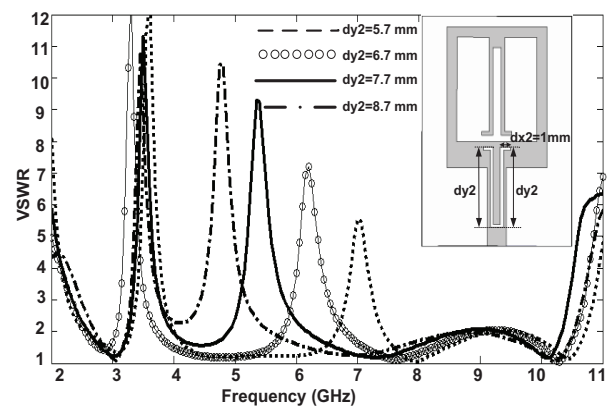 12
11
10
9
8
7
6
5
4
3
2
1
VSWR
dy2=5.7 mm
dy2=6.7 mm
dy2=7.7 mm
dy2=8.7 mm
dx2=1mm
dy2 dy2
2 3 4 5 6 7 8 9 10 11
Frequency (GHz)